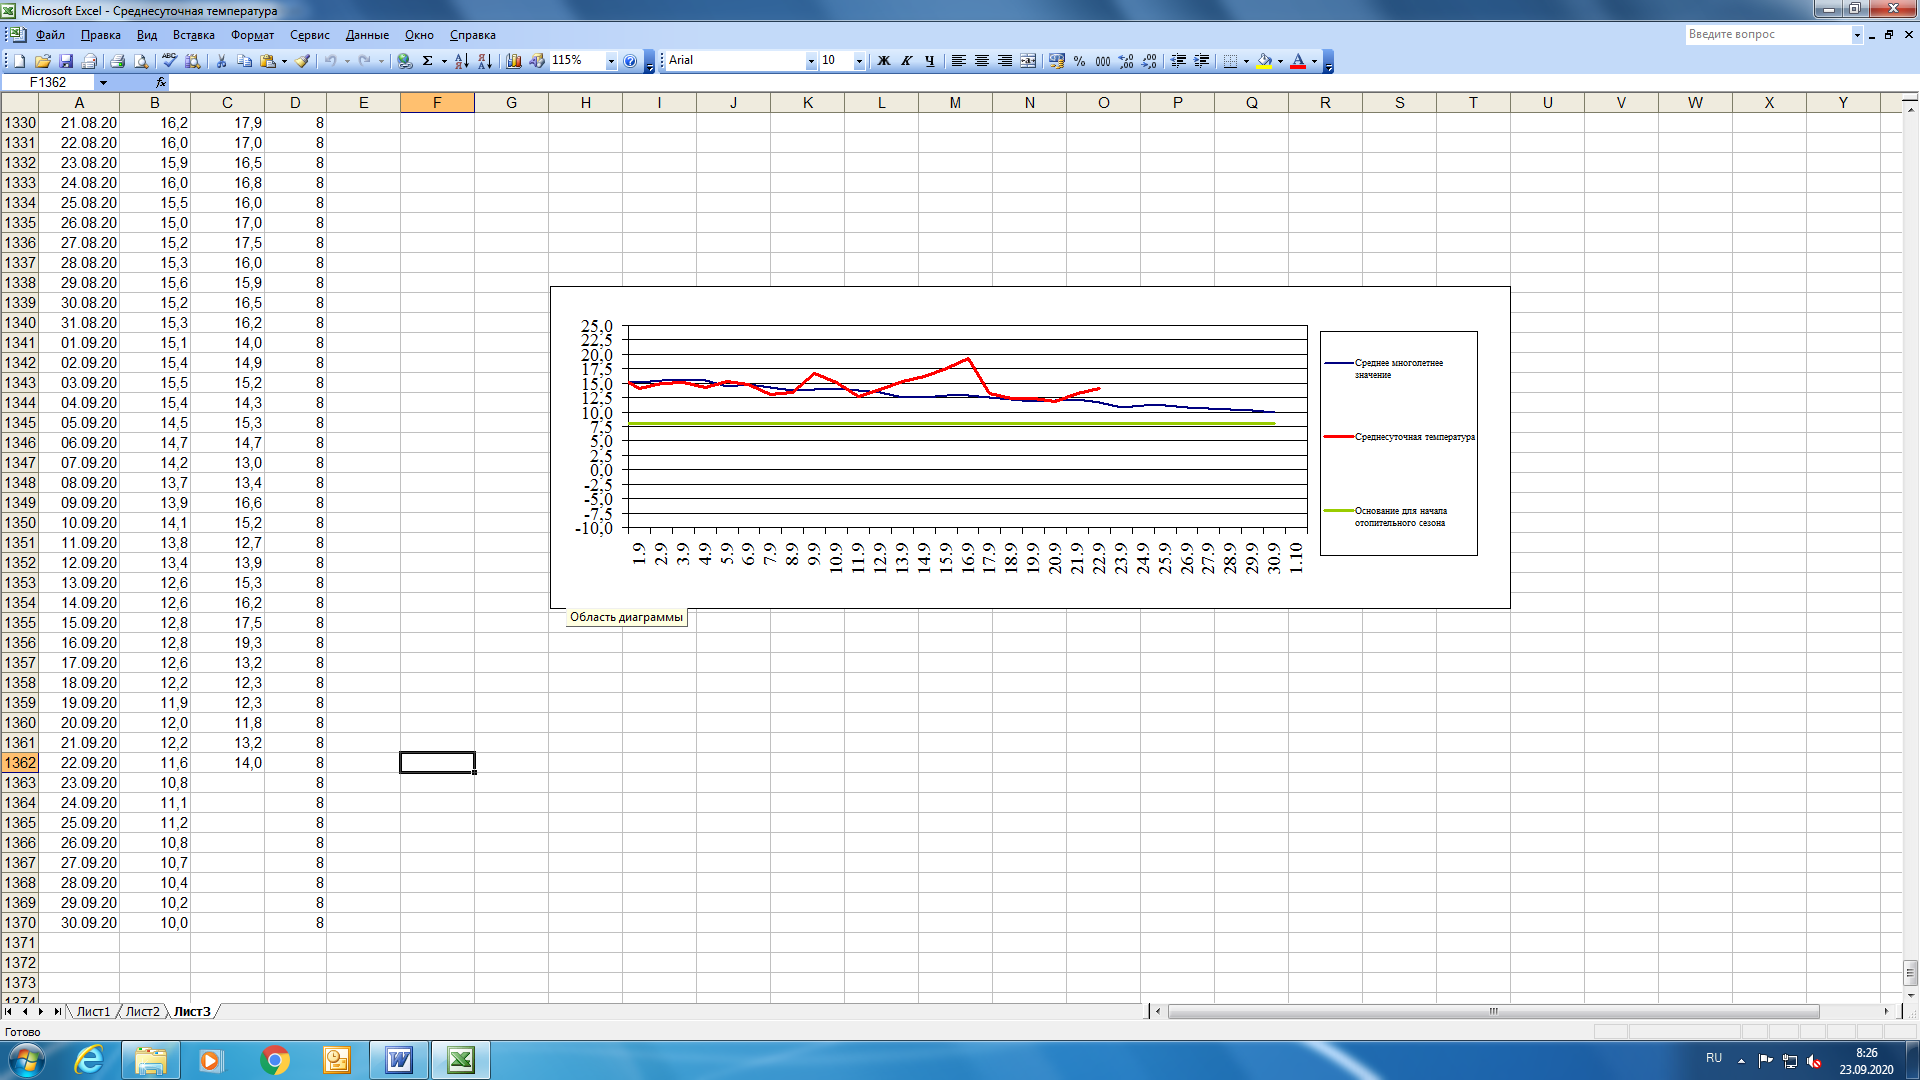 Microsoft Excel - Среднесуточная температура
Файл Правка Вид Вставка Формат Сервис Данные Окно Справка
Введите вопрос
115% Arial 10 Ж К Ч
F1362 fx
A B C D E F G H I J K L M N O P Q R S T U V W X Y
1330 21.08.20 16,2 17,9 8
1331 22.08.20 16,0 17,0 8
1332 23.08.20 15,9 16,5 8
1333 24.08.20 16,0 16,8 8
1334 25.08.20 15,5 16,0 8
1335 26.08.20 15,0 17,0 8
1336 27.08.20 15,2 17,5 8
1337 28.08.20 15,3 16,0 8
1338 29.08.20 15,6 15,9 8
1339 30.08.20 15,2 16,5 8
1340 31.08.20 15,3 16,2 8
1341 01.09.20 15,1 14,0 8
1342 02.09.20 15,4 14,9 8
1343 03.09.20 15,5 15,2 8
1344 04.09.20 15,4 14,3 8
1345 05.09.20 14,5 15,3 8
1346 06.09.20 14,7 14,7 8
1347 07.09.20 14,2 13,0 8
1348 08.09.20 13,7 13,4 8
1349 09.09.20 13,9 16,6 8
1350 10.09.20 14,1 15,2 8
1351 11.09.20 13,8 12,7 8
1352 12.09.20 13,4 13,9 8
1353 13.09.20 12,6 15,3 8
1354 14.09.20 12,6 16,2 8
1355 15.09.20 12,8 17,5 8
1356 16.09.20 12,8 19,3 8
1357 17.09.20 12,6 13,2 8
1358 18.09.20 12,2 12,3 8
1359 19.09.20 11,9 12,3 8
1360 20.09.20 12,0 11,8 8
1361 21.09.20 12,2 13,2 8
1362 22.09.20 11,6 14,0 8
1363 23.09.20 10,8 8
1364 24.09.20 11,1 8
1365 25.09.20 11,2 8
1366 26.09.20 10,8 8
1367 27.09.20 10,7 8
1368 28.09.20 10,4 8
1369 29.09.20 10,2 8
1370 30.09.20 10,0 8
1371
1372
1373
1374
25,0
22,5
20,0
17,5
15,0
12,5
10,0
7,5
5,0
2,5
0,0
-2,5
-5,0
-7,5
-10,0
1.9 2.9 3.9 4.9 5.9 6.9 7.9 8.9 9.9 10.9 11.9 12.9 13.9 14.9 15.9 16.9 17.9 18.9 19.9 20.9 21.9 22.9 23.9 24.9 25.9 26.9 27.9 28.9 29.9 30.9 1.10
Среднее многолетнее
значение
Среднесуточная температура
Основание для начала
отопительного сезона
Область диаграммы
Лист1 Лист2 Лист3
Готово
RU
8:26
23.09.2020